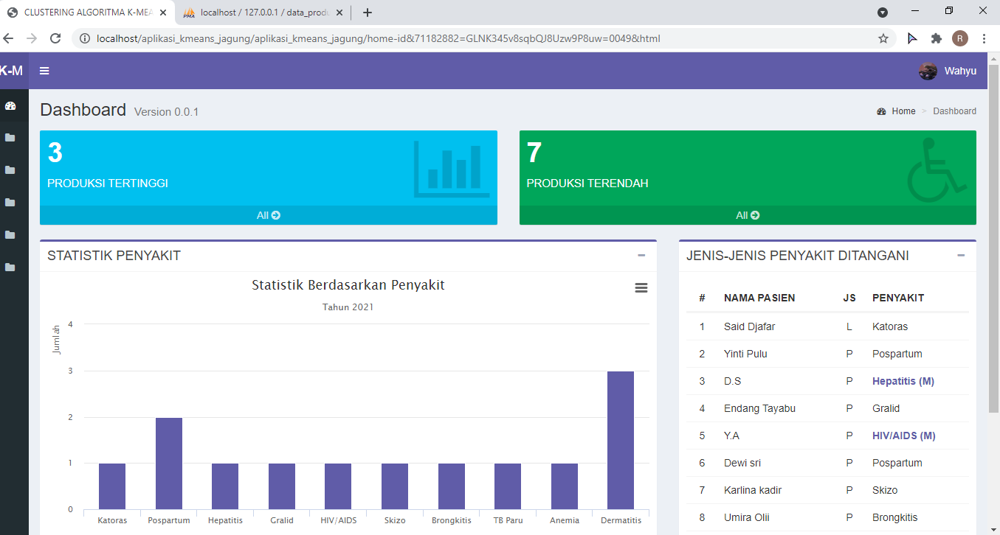 CLUSTERING ALGORITMA K-MEA
localhost / 127.0.0.1 / data_produ
localhost/aplikasi_kmeans_jagung/aplikasi_kmeans_jagung/home-id&71182882=GLNK345v8sqbQJ8Uzw9P8uw=0049&html
R
K-M
Wahyu
Dashboard Version 0.0.1
Home > Dashboard
3
PRODUKSI TERTINGGI
All
7
PRODUKSI TERENDAH
All
STATISTIK PENYAKIT
Statistik Berdasarkan Penyakit
Tahun 2021
Jumlah
4
3
2
1
0
Katoras Pospartum Hepatitis Gralid HIV/AIDS Skizo Brongkitis TB Paru Anemia Dermatitis
JENIS-JENIS PENYAKIT DITANGANI
# NAMA PASIEN JS PENYAKIT
1 Said Djafar L Katoras
2 Yinti Pulu P Pospartum
3 D.S P Hepatitis (M)
4 Endang Tayabu P Gralid
5 Y.A P HIV/AIDS (M)
6 Dewi sri P Pospartum
7 Karlina kadir P Skizo
8 Umira Olii P Brongkitis